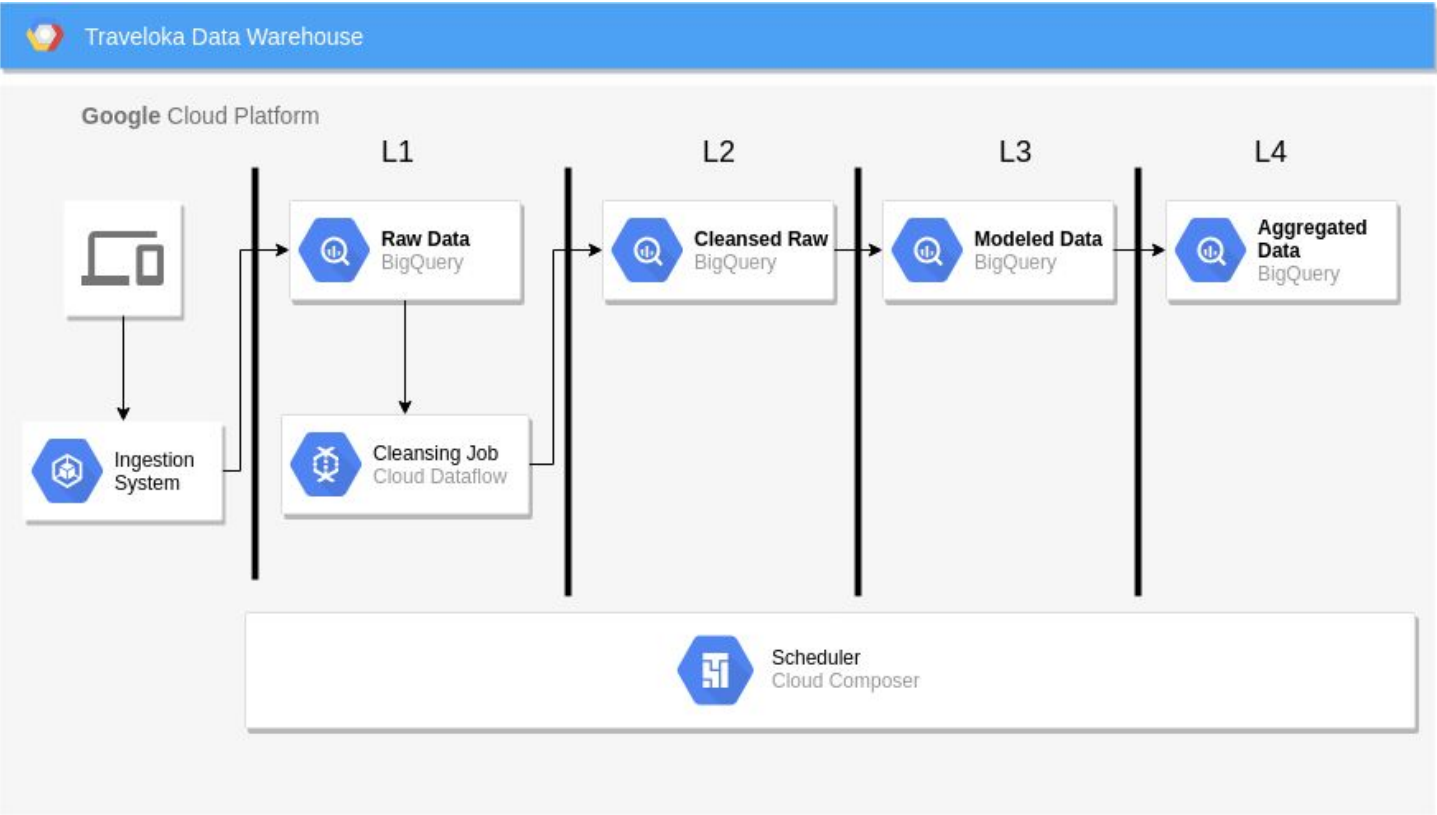 Traveloka Data Warehouse
Google Cloud Platform
L1
L2
L3
L4
Raw Data
BigQuery
Cleansed Raw
BigQuery
Modeled Data
BigQuery
Aggregated
Data
BigQuery
Ingestion
System
Cleansing Job
Cloud Dataflow
Scheduler
Cloud Composer